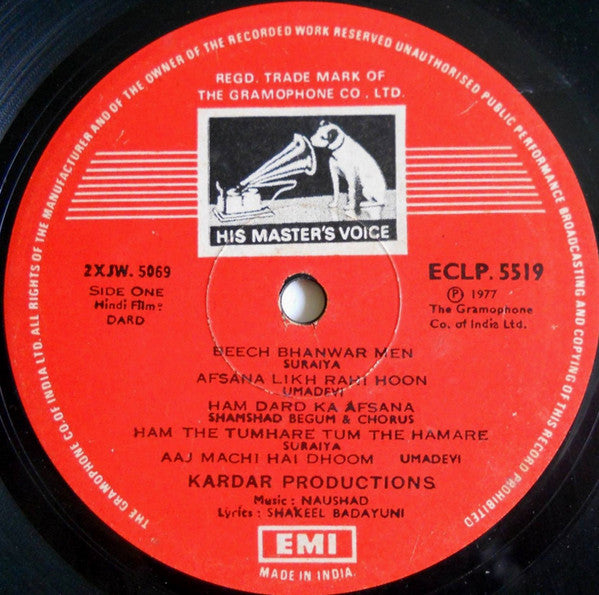 THE GRAMOPHONE CO. OF INDIA LTD. ALL RIGHTS OF THE MANUFACTURER AND OF THE OWNER OF THE RECORDED WORK RESERVED UNAUTHORISED PUBLIC PERFORMANCE BROADCASTING AND COPYING OF THIS RECORD PROHIBITED
REGD. TRADE MARK OF
THE GRAMOPHONE CO. LTD.
HIS MASTER'S VOICE
2XJW. 5069
SIDE ONE
Hindi Film:
DARD
ECLP. 5519
Ⓟ 1977
The Gramophone
Co. of India Ltd.
BEECH BHANWAR MEN
SURAIYA
AFSANA LIKH RAHI HOON
UMADEVI
HAM DARD KA AFSANA
SHAMSHAD BEGUM & CHORUS
HAM THE TUMHARE TUM THE HAMARE
SURAIYA
AAJ MACHI HAI DHOOM UMADEVI
KARDAR PRODUCTIONS
Music: NAUSHAD
Lyrics: SHAKEEL BADAYUNI
EMI
MADE IN INDIA.